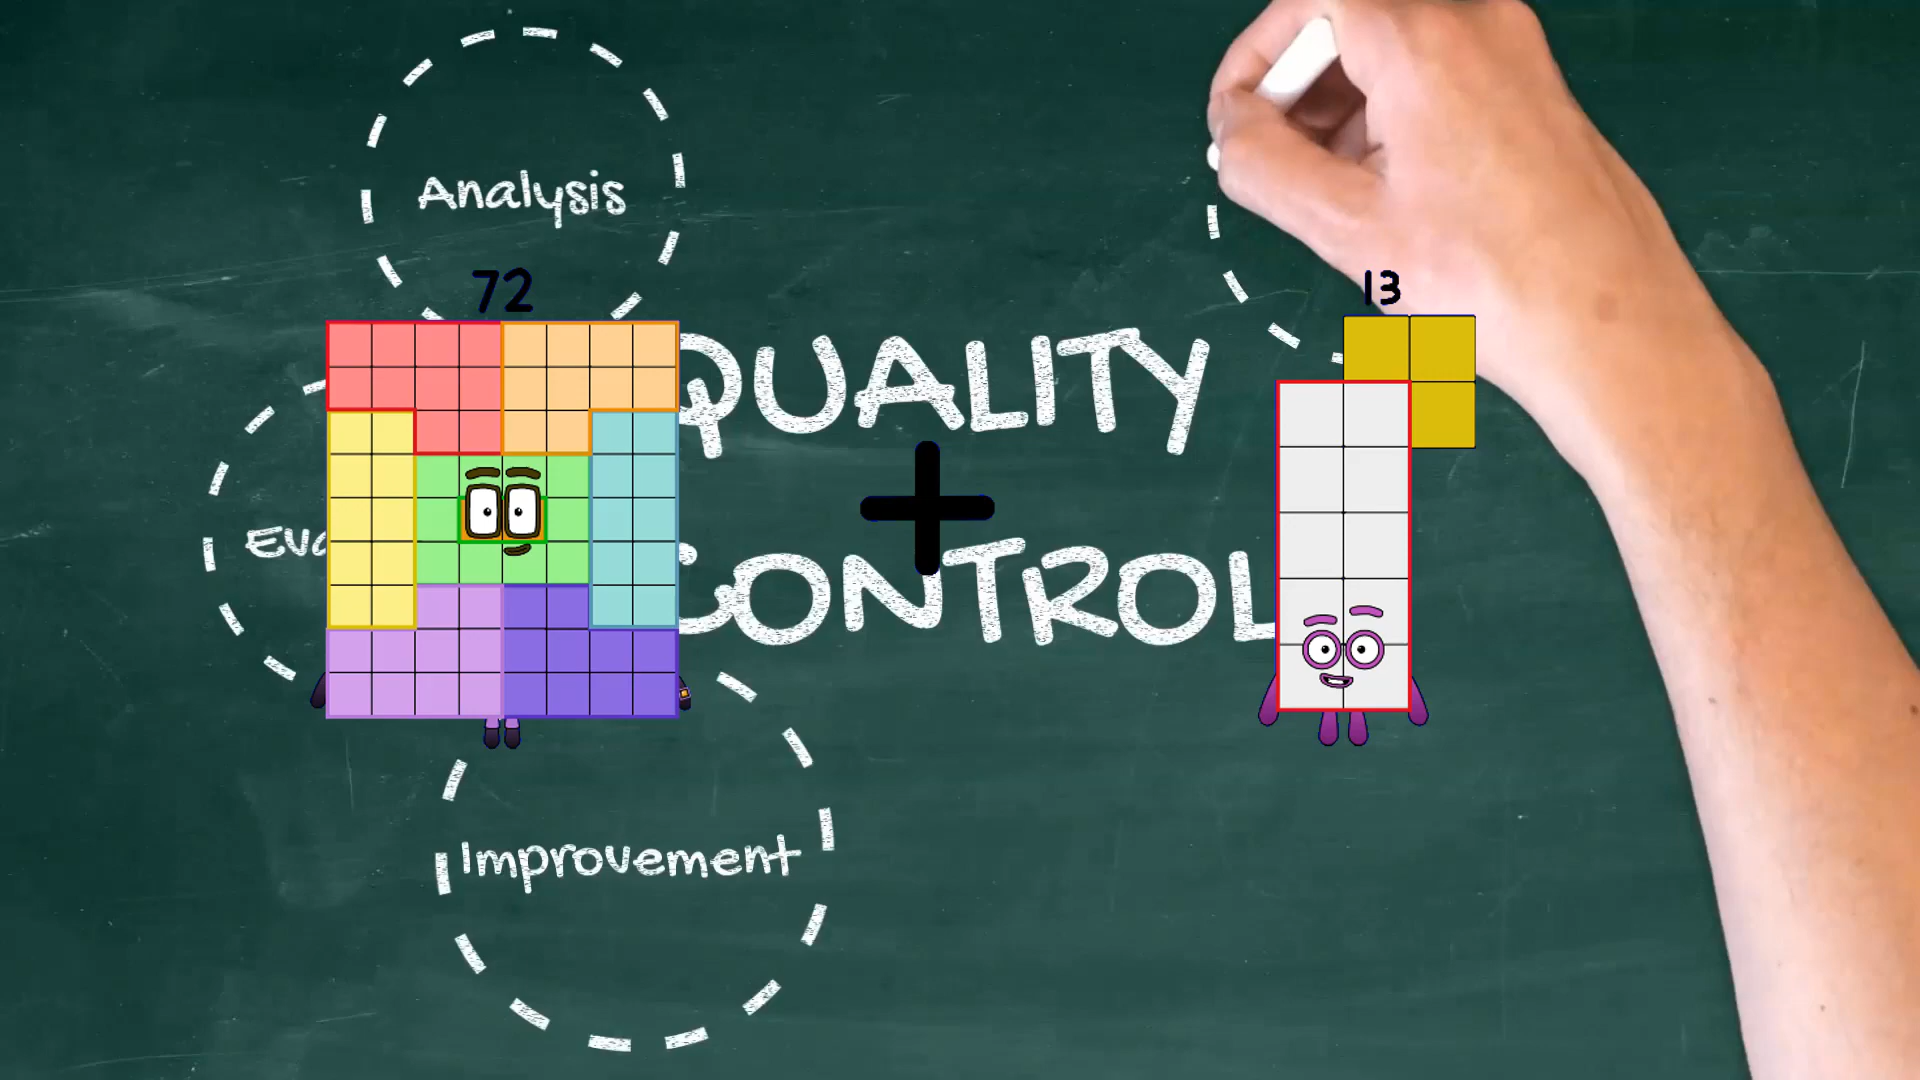 Analysis
72
13
QUALITY
+
CONTROL
Improvement